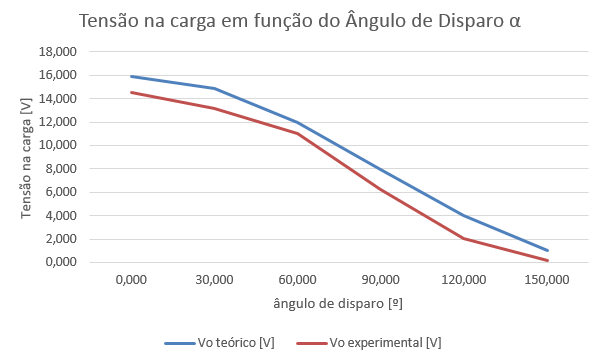 Tensão na carga em função do Ângulo de Disparo α
18,000
16,000
14,000
12,000
10,000
8,000
6,000
4,000
2,000
0,000
Tensão na carga [V]
0,000 30,000 60,000 90,000 120,000 150,000
ângulo de disparo [º]
Vo teórico [V] Vo experimental [V]